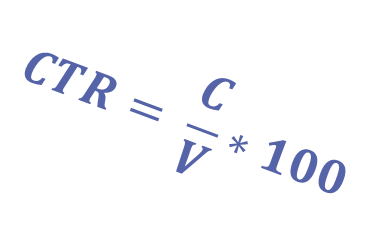 CTR = C/V * 100